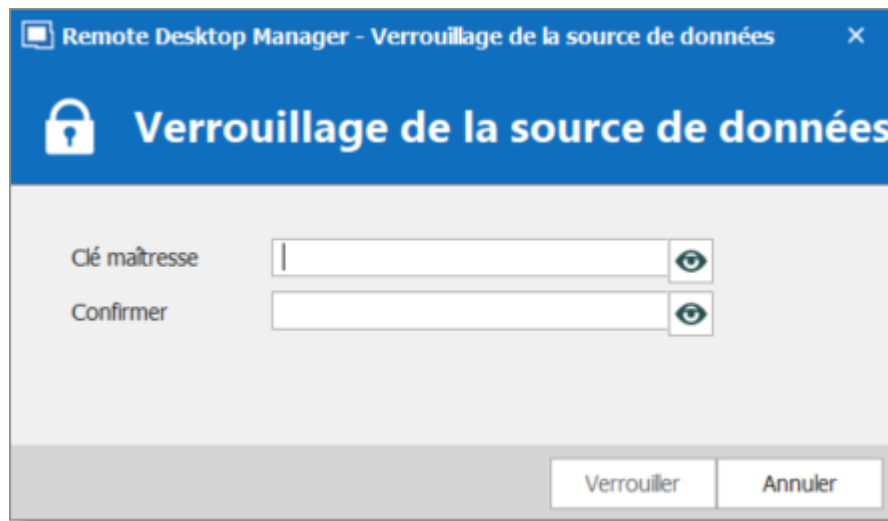 Remote Desktop Manager - Verrouillage de la source de données
Verrouillage de la source de données
Clé maîtresse
Confirmer
Verrouiller
Annuler